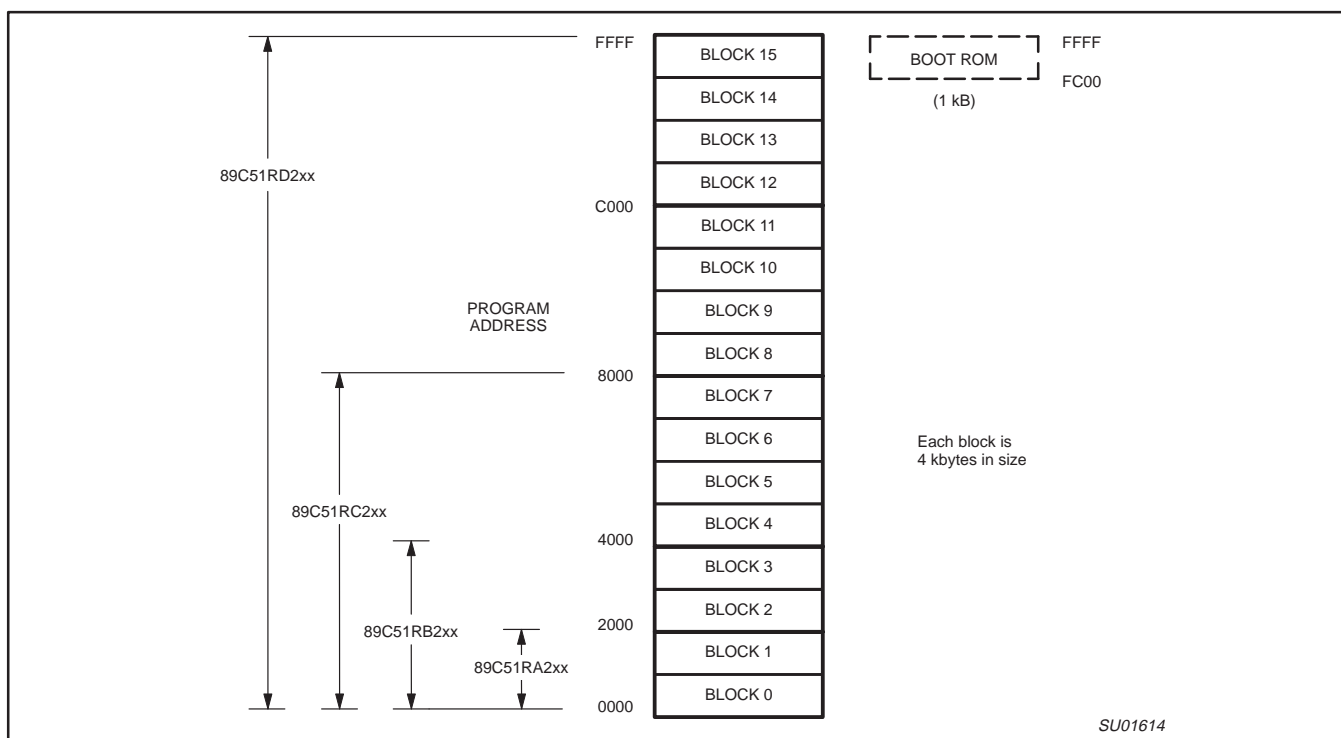 FFFF
BLOCK 15
BOOT ROM
FFFF
FC00
(1 kB)
BLOCK 14
BLOCK 13
89C51RD2xx
BLOCK 12
C000
BLOCK 11
BLOCK 10
PROGRAM
ADDRESS
BLOCK 9
BLOCK 8
8000
BLOCK 7
BLOCK 6
Each block is
4 kbytes in size
BLOCK 5
89C51RC2xx
BLOCK 4
4000
BLOCK 3
BLOCK 2
2000
89C51RB2xx
BLOCK 1
89C51RA2xx
BLOCK 0
0000
SU01614